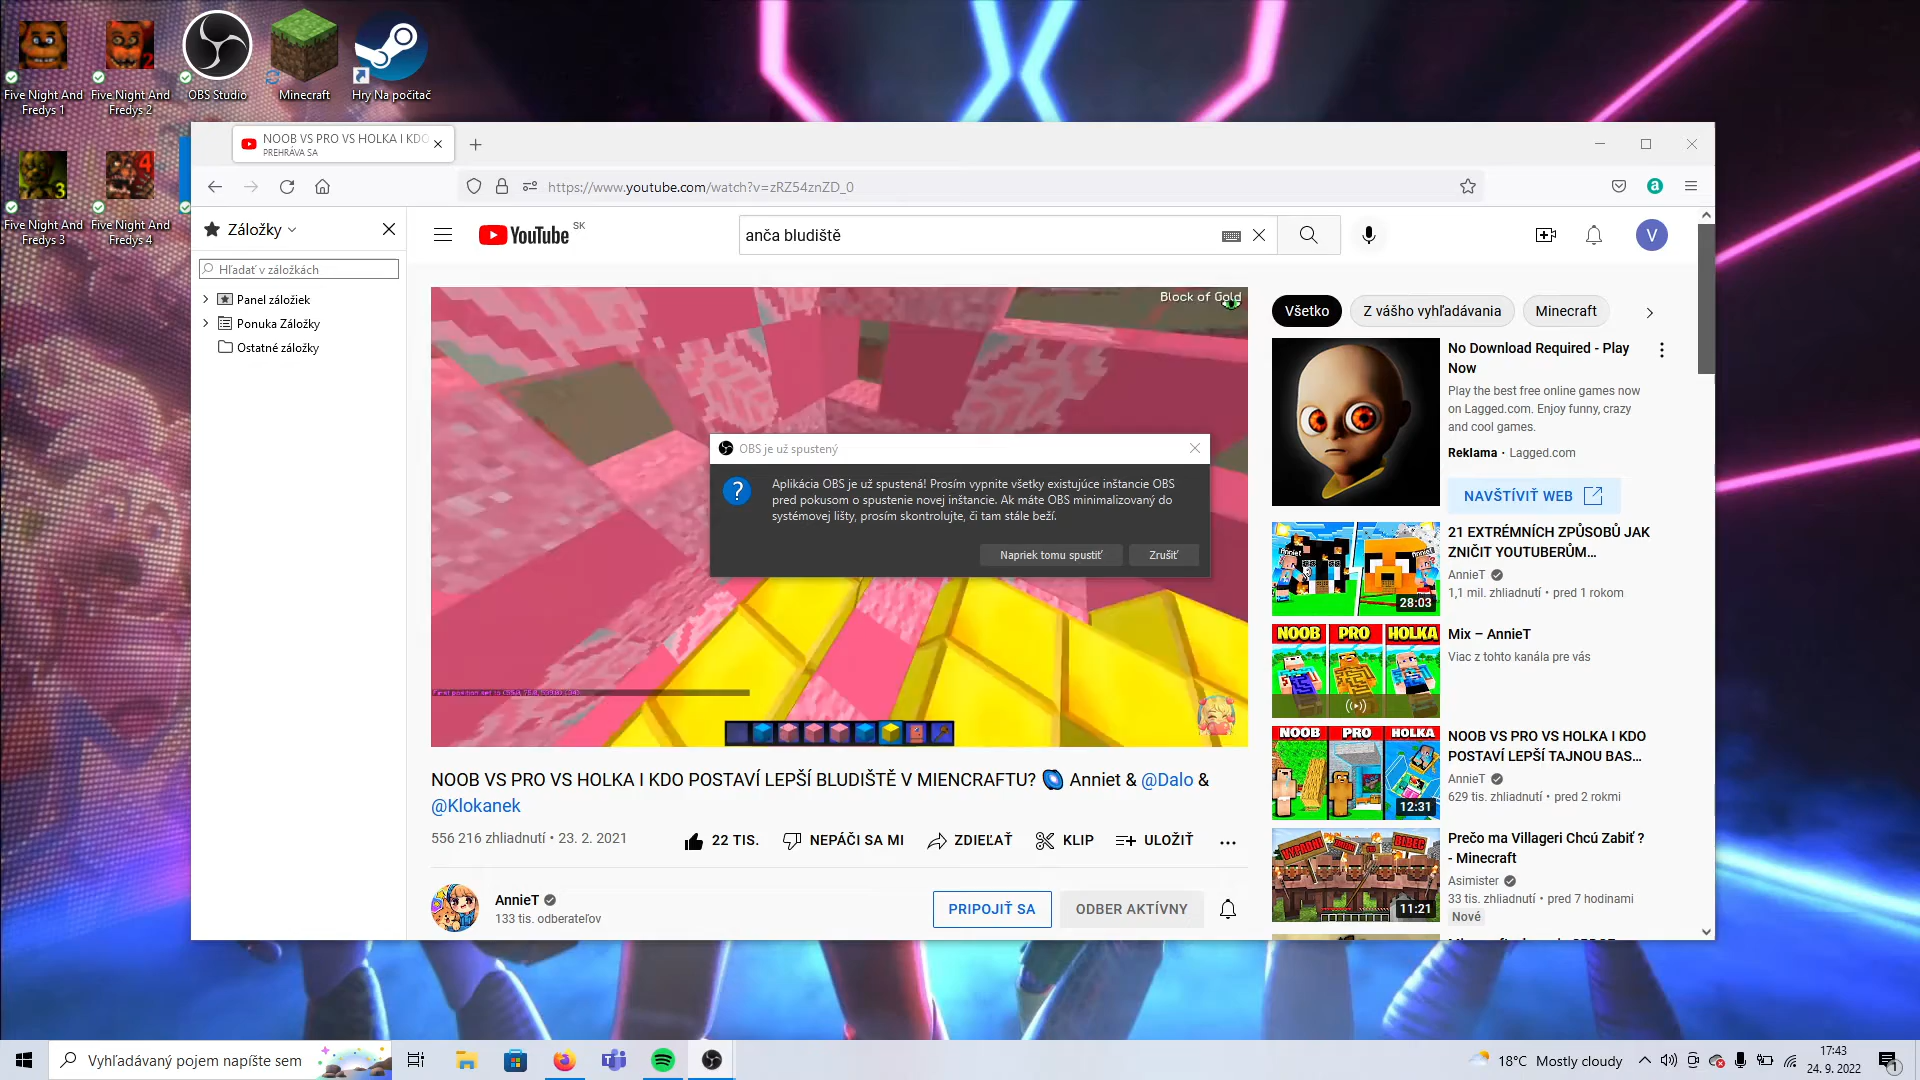 Five Night And
Fredys 1
Five Night And
Fredys 2
OBS Studio
Minecraft
Hry Na počítač
Five Night And
Fredys 3
Five Night And
Fredys 4
NOOB VS PRO VS HOLKA I KDO
PREHRÁVA SA
https://www.youtube.com/watch?v=zRZ54znZD_0
Záložky
Hľadať v záložkách
Panel záložiek
Ponuka Záložky
Ostatné záložky
YouTube SK
anča bludiště
V
Block of Gold
OBS je už spustený
Aplikácia OBS je už spustená! Prosím vypnite všetky existujúce inštancie OBS
pred pokusom o spustenie novej inštancie. Ak máte OBS minimalizovaný do
systémovej lišty, prosím skontrolujte, či tam stále beží.
Napriek tomu spustiť
Zrušiť
NOOB VS PRO VS HOLKA I KDO POSTAVÍ LEPŠÍ BLUDIŠTĚ V MIENCRAFTU? Anniet & @Dalo &
@Klokanek
556 216 zhliadnutí • 23. 2. 2021
22 TIS.
NEPÁČI SA MI
ZDIEĽAŤ
KLIP
ULOŽIŤ
AnnieT
133 tis. odberateľov
PRIPOJIŤ SA
ODBER AKTÍVNY
Všetko
Z vášho vyhľadávania
Minecraft
No Download Required - Play
Now
Play the best free online games now
on Lagged.com. Enjoy funny, crazy
and cool games.
Reklama · Lagged.com
NAVŠTÍVIŤ WEB
28:03
21 EXTRÉMNÍCH ZPŮSOBŮ JAK
ZNIČIT YOUTUBERŮM...
AnnieT
1,1 mil. zhliadnutí • pred 1 rokom
NOOB PRO HOLKA
Mix – AnnieT
Viac z tohto kanála pre vás
NOOB PRO HOLKA
12:31
NOOB VS PRO VS HOLKA I KDO
POSTAVÍ LEPŠÍ TAJNOU BAS...
AnnieT
629 tis. zhliadnutí • pred 2 rokmi
VYPADNI
BLBEC
11:21
Prečo ma Villageri Chcú Zabiť ?
- Minecraft
Asimister
33 tis. zhliadnutí • pred 7 hodinami
Nové
Vyhľadávaný pojem napíšte sem
18°C Mostly cloudy
17:43
24. 9. 2022
1